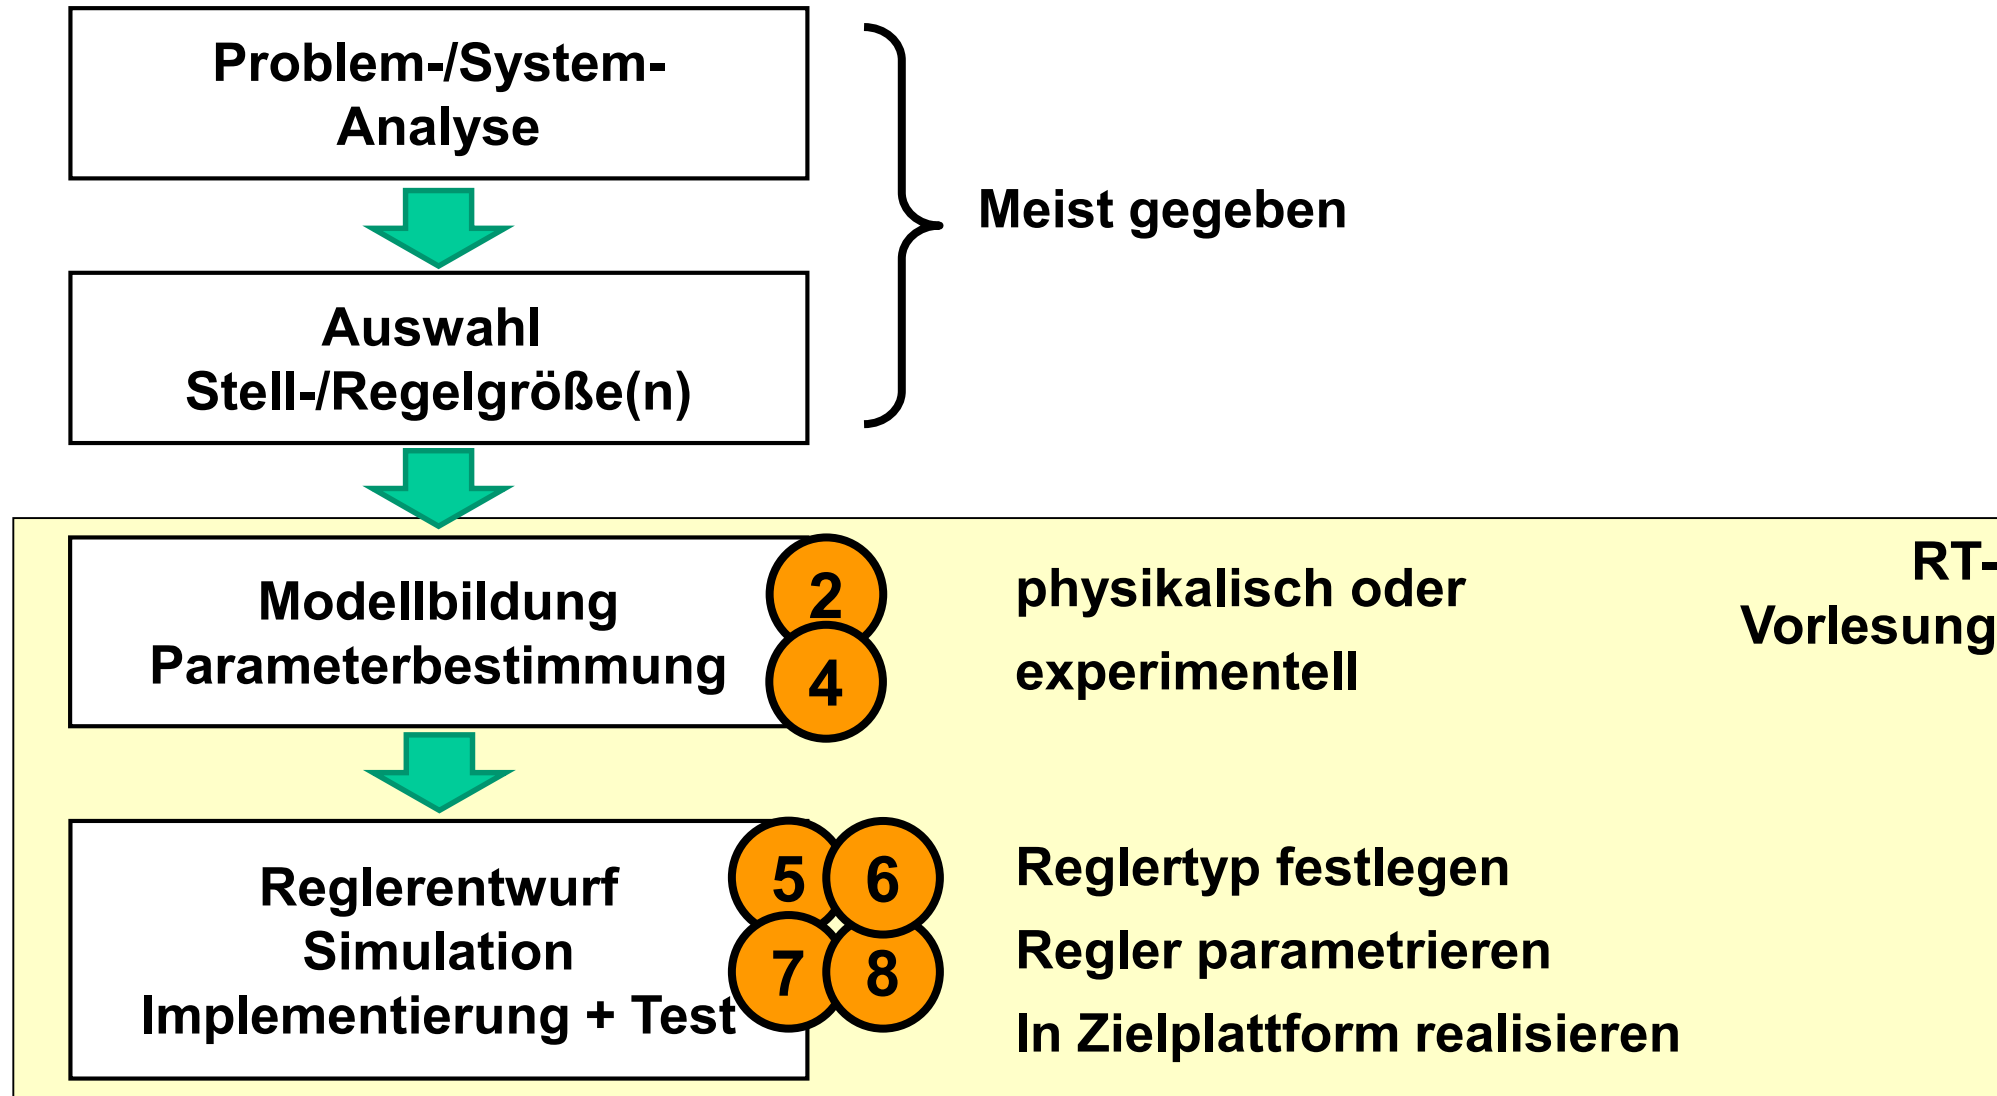 Problem-/System-
Analyse
Meist gegeben
Auswahl
Stell-/Regelgröße(n)
RT-
Vorlesung
Modellbildung
Parameterbestimmung
2
4
physikalisch oder
experimentell
Reglerentwurf
Simulation
Implementierung + Test
5
6
7
8
Reglertyp festlegen
Regler parametrieren
In Zielplattform realisieren